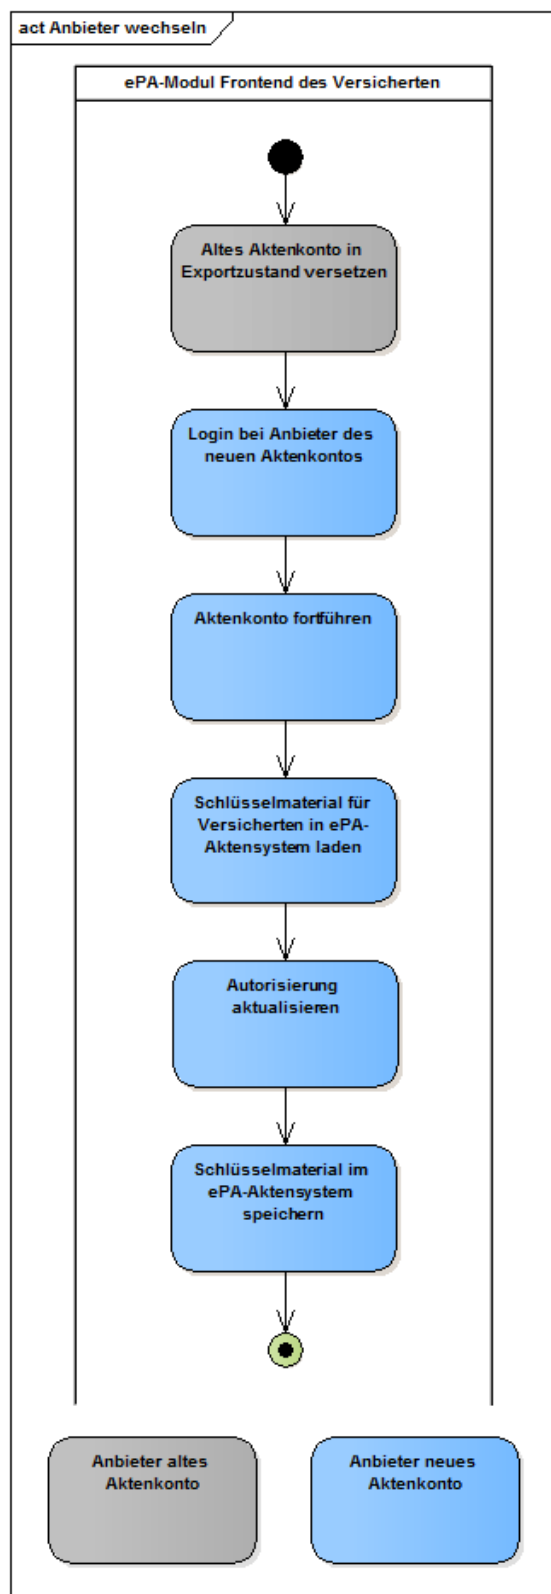 act Anbieter wechseln
ePA-Modul Frontend des Versicherten
Altes Aktenkonto in
Exportzustand versetzen
Login bei Anbieter des
neuen Aktenkontos
Aktenkonto fortführen
Schlüsselmaterial für
Versicherten in ePA-
Aktensystem laden
Autorisierung
aktualisieren
Schlüsselmaterial im
ePA-Aktensystem
speichern
Anbieter altes
Aktenkonto
Anbieter neues
Aktenkonto